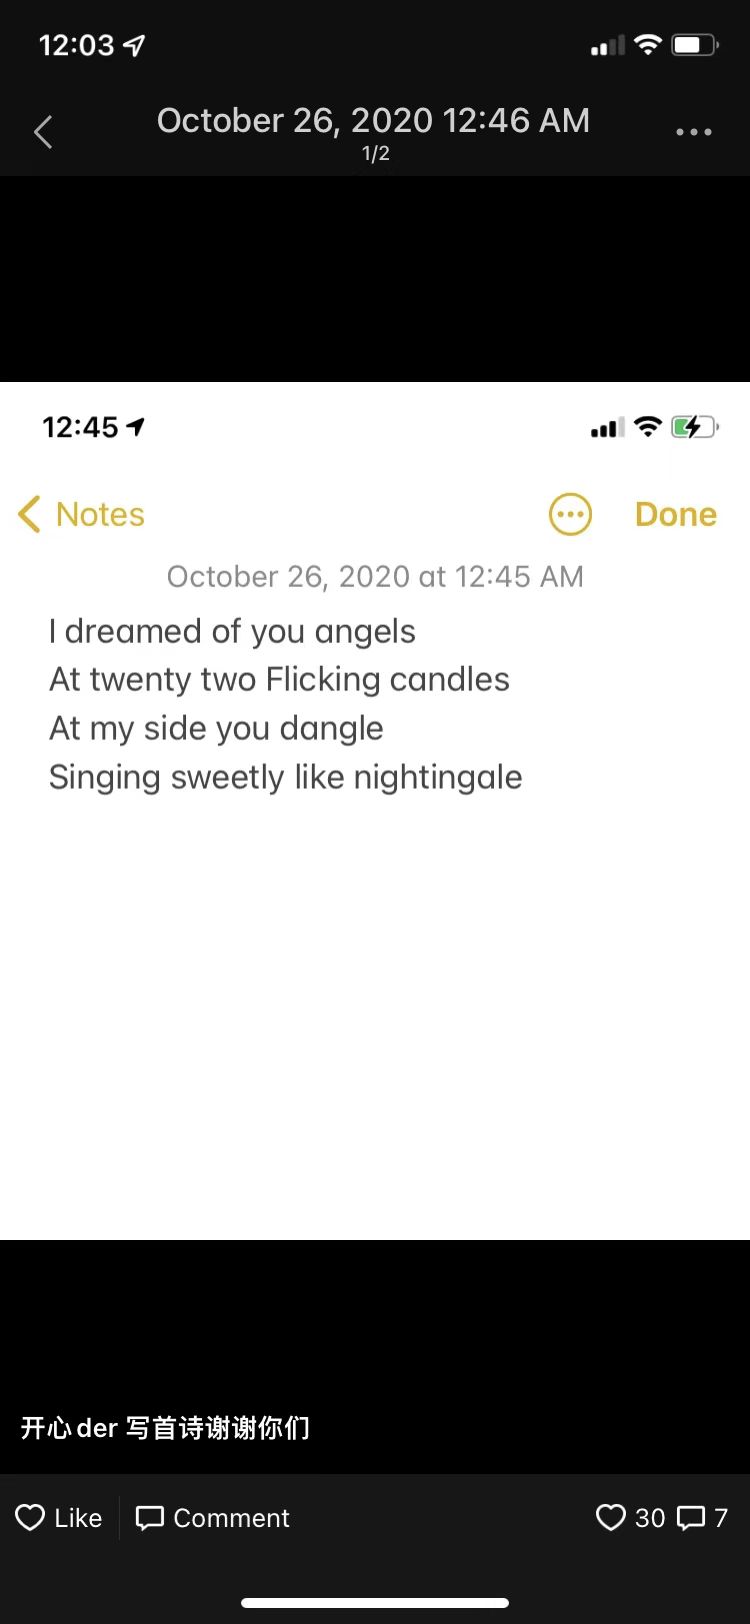 12:03
October 26, 2020 12:46 AM
1/2
12:45
Notes
Done
October 26, 2020 at 12:45 AM
I dreamed of you angels
At twenty two Flicking candles
At my side you dangle
Singing sweetly like nightingale
开心der 写首诗谢谢你们
Like
Comment
30
7